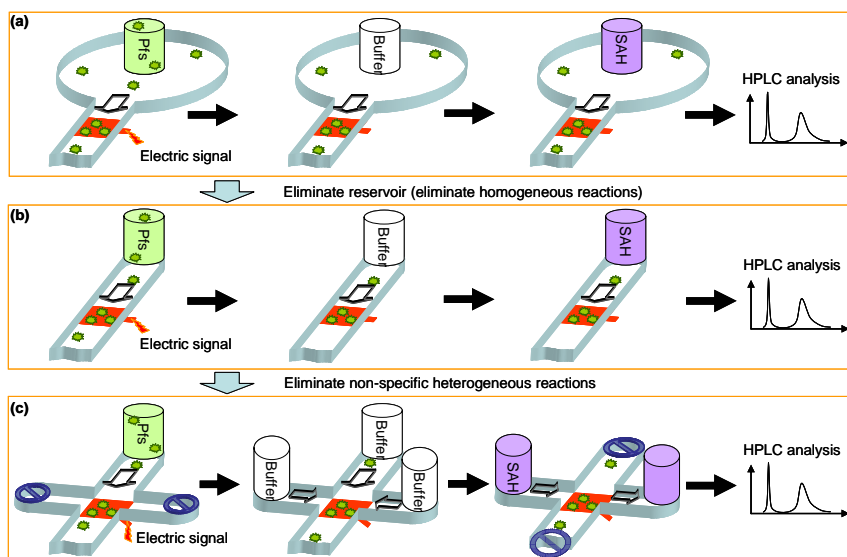 (a)
Pfs
Buffer
SAH
HPLC analysis
Electric signal
Eliminate reservoir (eliminate homogeneous reactions)
(b)
Pfs
Buffer
SAH
HPLC analysis
Electric signal
Eliminate non-specific heterogeneous reactions
(c)
Pfs
Buffer
Buffer
Buffer
SAH
HPLC analysis
Electric signal